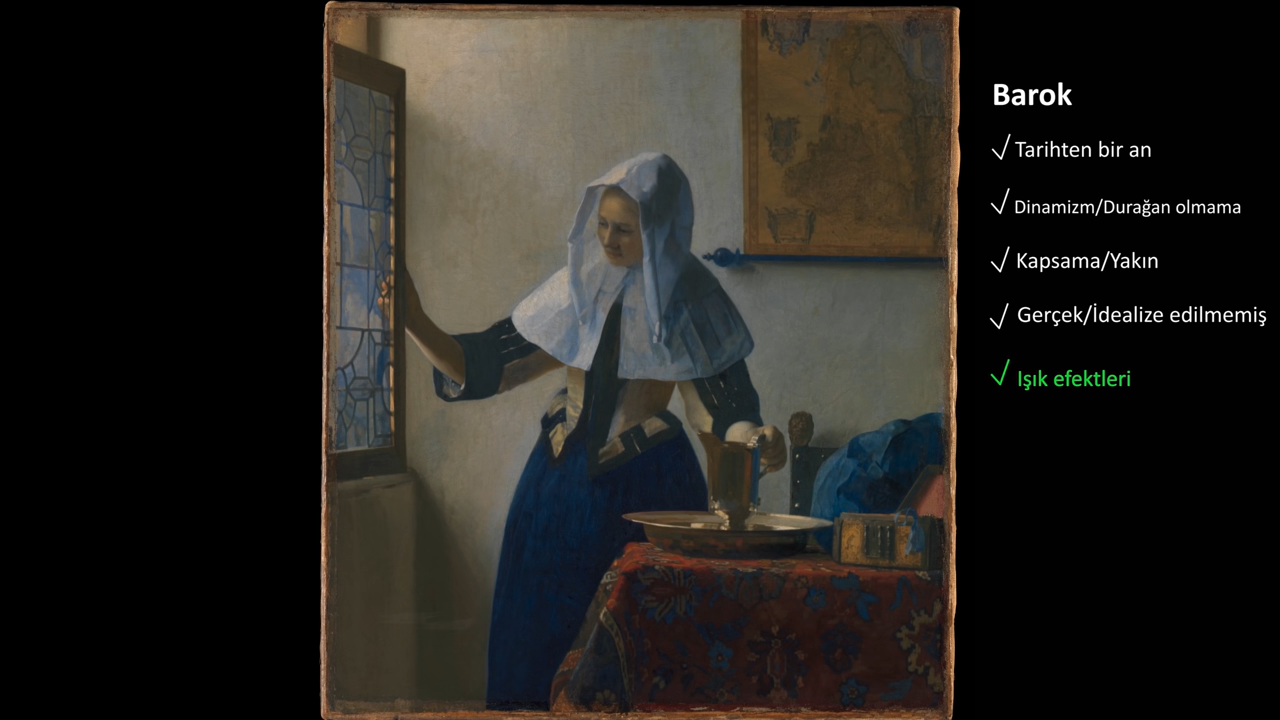 Barok
Tarihten bir an
Dinamizm/Durağan olmama
Kapsama/Yakın
Gerçek/İdealize edilmemiş
Işık efektleri